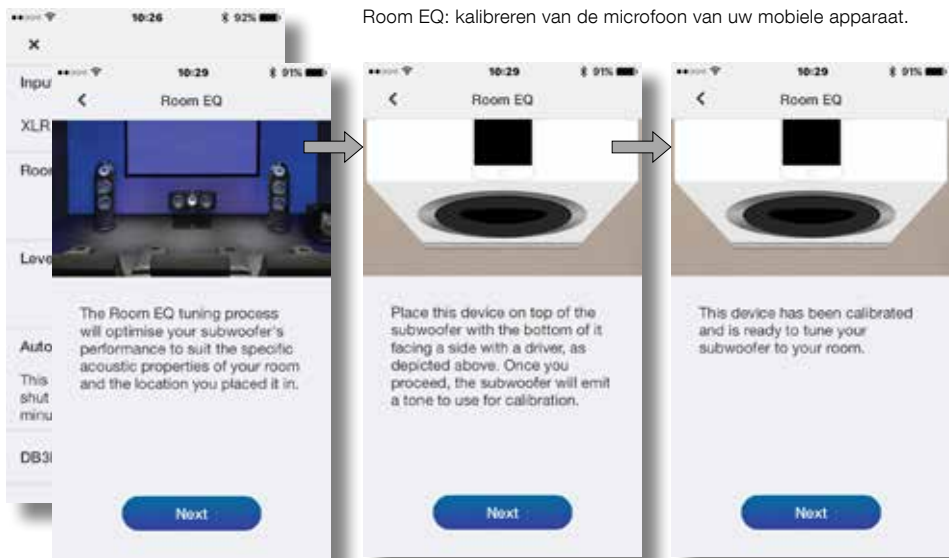 Room EQ: kalibreren van de microfoon van uw mobiele apparaat.
10:26
92%
×
Inpu
XLR
Room
Leve
Auto
This
shut
minu
10:29
91%
Room EQ
The Room EQ tuning process
will optimise your subwoofer's
performance to suit the specific
acoustic properties of your room
and the location you placed it in.
Next
10:29
91%
Room EQ
Place this device on top of the
subwoofer with the bottom of it
facing a side with a driver, as
depicted above. Once you
proceed, the subwoofer will emit
a tone to use for calibration.
Next
10:29
91%
Room EQ
This device has been calibrated
and is ready to tune your
subwoofer to your room.
Next